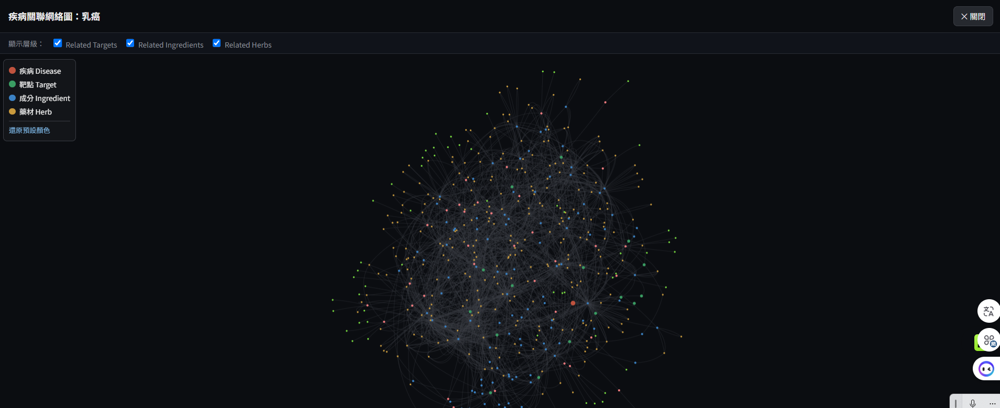 疾病關聯網絡圖：乳癌
關閉
顯示層級：
Related Targets
Related Ingredients
Related Herbs
疾病 Disease
靶點 Target
成分 Ingredient
藥材 Herb
還原預設顏色